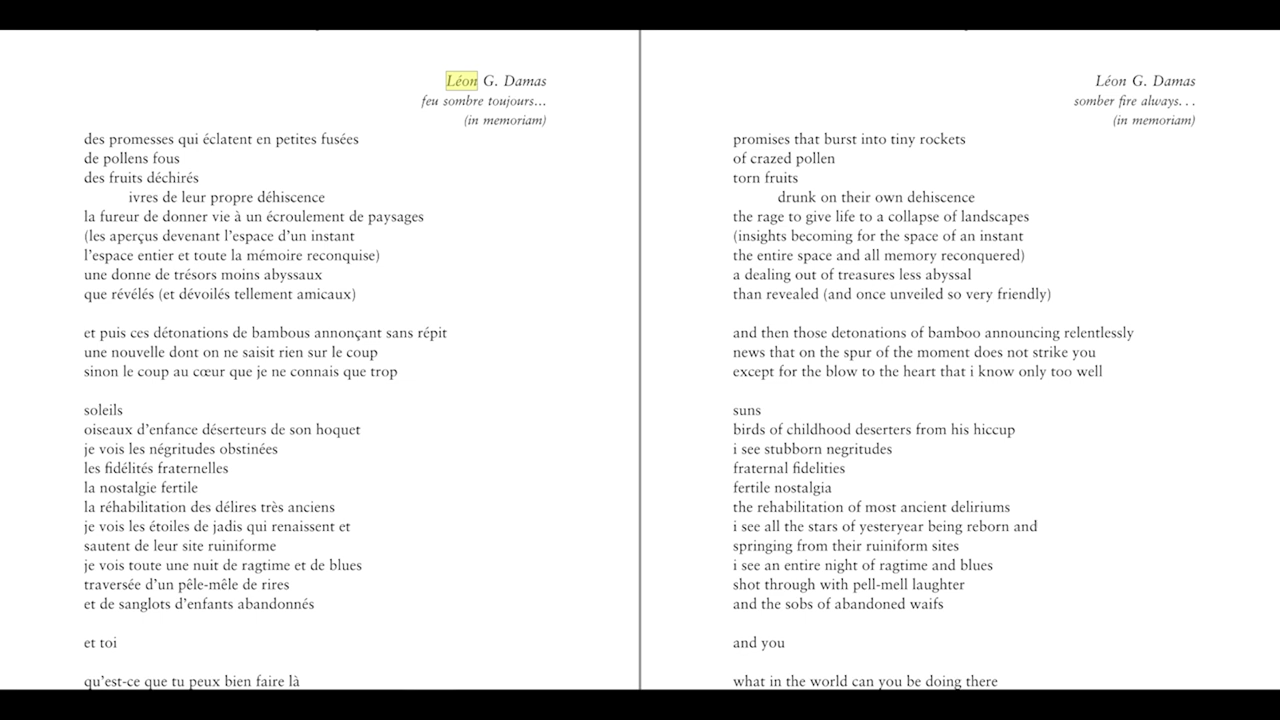 Léon G. Damas
feu sombre toujours...
(in memoriam)
des promesses qui éclatent en petites fusées
de pollens fous
des fruits déchirés
ivres de leur propre déhiscence
la fureur de donner vie à un écroulement de paysages
(les aperçus devenant l'espace d'un instant
l'espace entier et toute la mémoire reconquise)
une donne de trésors moins abyssaux
que révélés (et dévoilés tellement amicaux)
et puis ces détonations de bambous annonçant sans répit
une nouvelle dont on ne saisit rien sur le coup
sinon le coup au cœur que je ne connais que trop
soleils
oiseaux d'enfance déserteurs de son hoquet
je vois les négritudes obstinées
les fidélités fraternelles
la nostalgie fertile
la réhabilitation des délires très anciens
je vois les étoiles de jadis qui renaissent et
sautent de leur site ruiniforme
je vois toute une nuit de ragtime et de blues
traversée d'un pêle-mêle de rires
et de sanglots d'enfants abandonnés
et toi
qu'est-ce que tu peux bien faire là
Léon G. Damas
somber fire always. . .
(in memoriam)
promises that burst into tiny rockets
of crazed pollen
torn fruits
drunk on their own dehiscence
the rage to give life to a collapse of landscapes
(insights becoming for the space of an instant
the entire space and all memory reconquered)
a dealing out of treasures less abyssal
than revealed (and once unveiled so very friendly)
and then those detonations of bamboo announcing relentlessly
news that on the spur of the moment does not strike you
except for the blow to the heart that i know only too well
suns
birds of childhood deserters from his hiccup
i see stubborn negritudes
fraternal fidelities
fertile nostalgia
the rehabilitation of most ancient deliriums
i see all the stars of yesteryear being reborn and
springing from their ruiniform sites
i see an entire night of ragtime and blues
shot through with pell-mell laughter
and the sobs of abandoned waifs
and you
what in the world can you be doing there